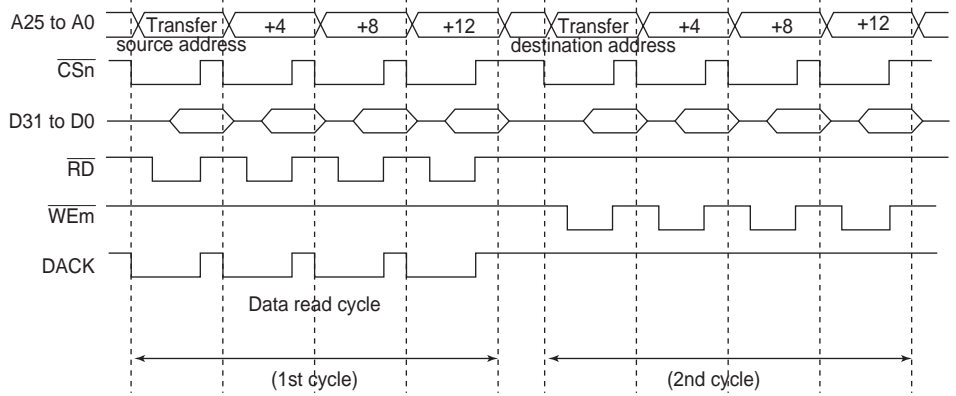 A25 to A0 Transfer +4 +8 +12 Transfer +4 +8 +12
source address destination address
CSn
D31 to D0
RD
WEm
DACK
Data read cycle
(1st cycle) (2nd cycle)